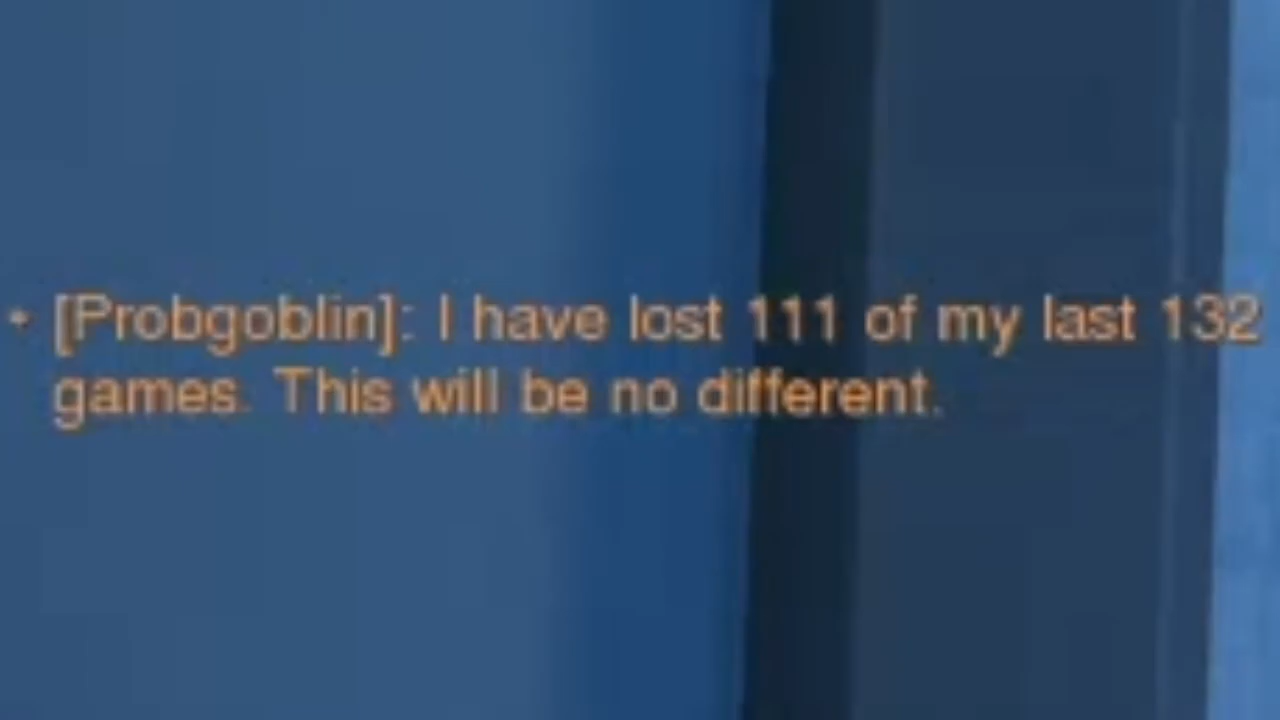 • [Probgoblin]: I have lost 111 of my last 132
games. This will be no different.